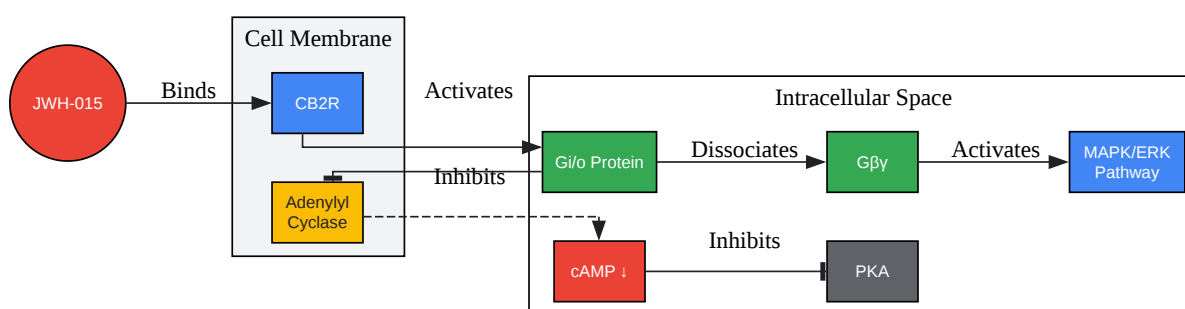 Cell Membrane
JWH-015
Binds
CB2R
Activates
Intracellular Space
Gi/o Protein
Dissociates
Gβγ
Activates
MAPK/ERK
Pathway
Inhibits
Adenylyl
Cyclase
cAMP ↓
Inhibits
PKA